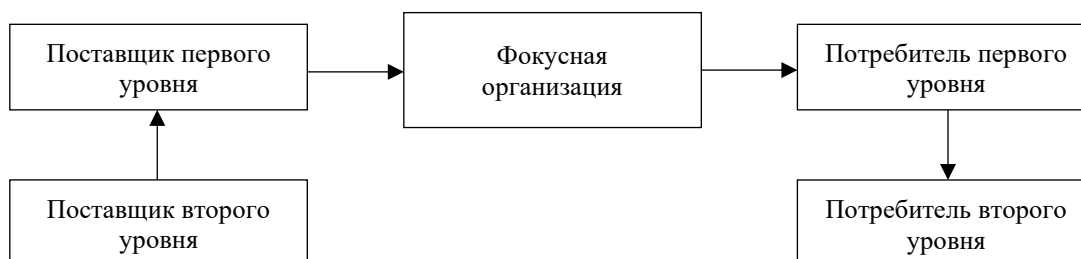 Поставщик первого
уровня
Фокусная
организация
Потребитель первого
уровня
Поставщик второго
уровня
Потребитель второго
уровня